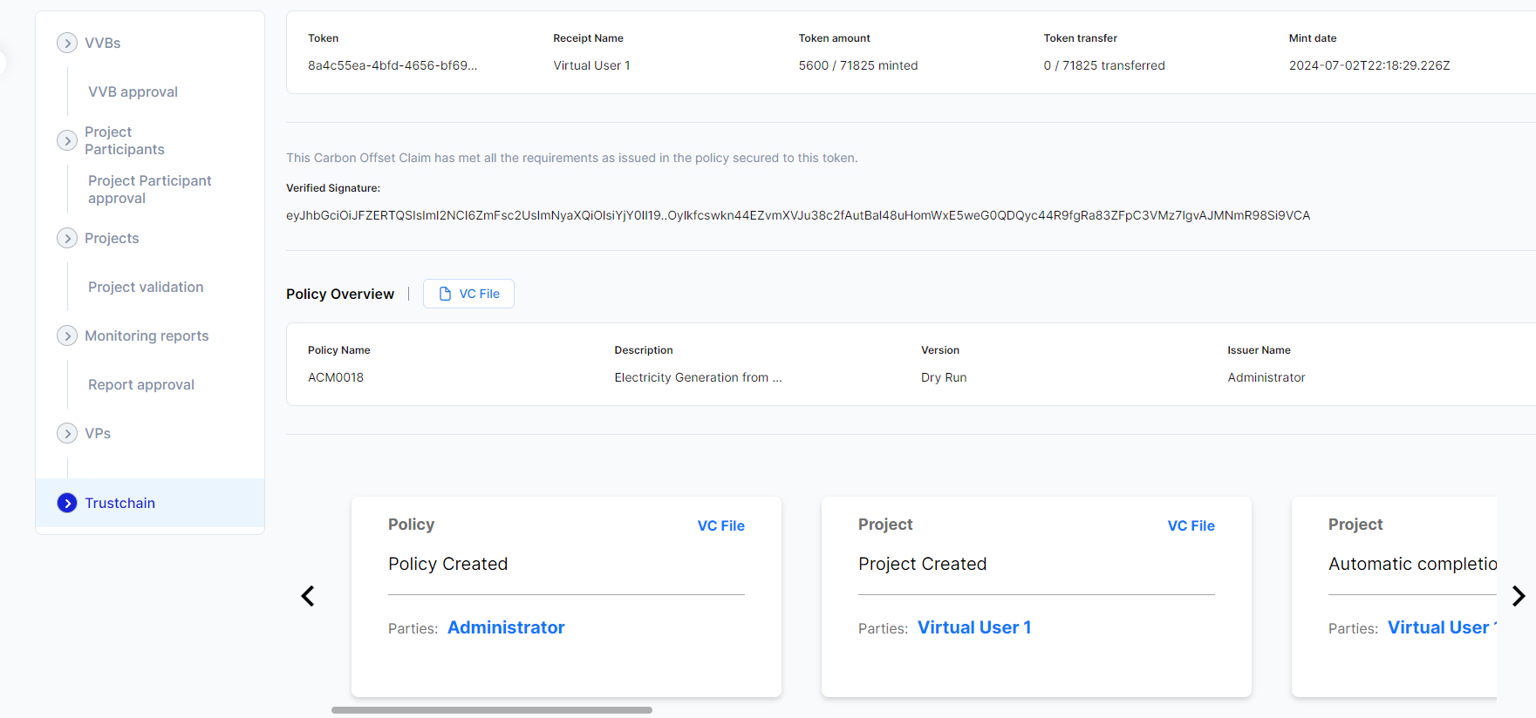 VVBs
VVB approval
Project
Participants
Project Participant
approval
Projects
Project validation
Monitoring reports
Report approval
VPs
Trustchain
Token Receipt Name Token amount Token transfer Mint date
8a4c55ea-4bfd-4656-bf69... Virtual User 1 5600 / 71825 minted 0 / 71825 transferred 2024-07-02T22:18:29.226Z
This Carbon Offset Claim has met all the requirements as issued in the policy secured to this token.
Verified Signature:
Policy Overview | VC File
Policy Name Description Version Issuer Name
ACM0018 Electricity Generation from ... Dry Run Administrator
Policy VC File
Policy Created
Parties: Administrator
Project VC File
Project Created
Parties: Virtual User 1
Project
Automatic completio
Parties: Virtual User